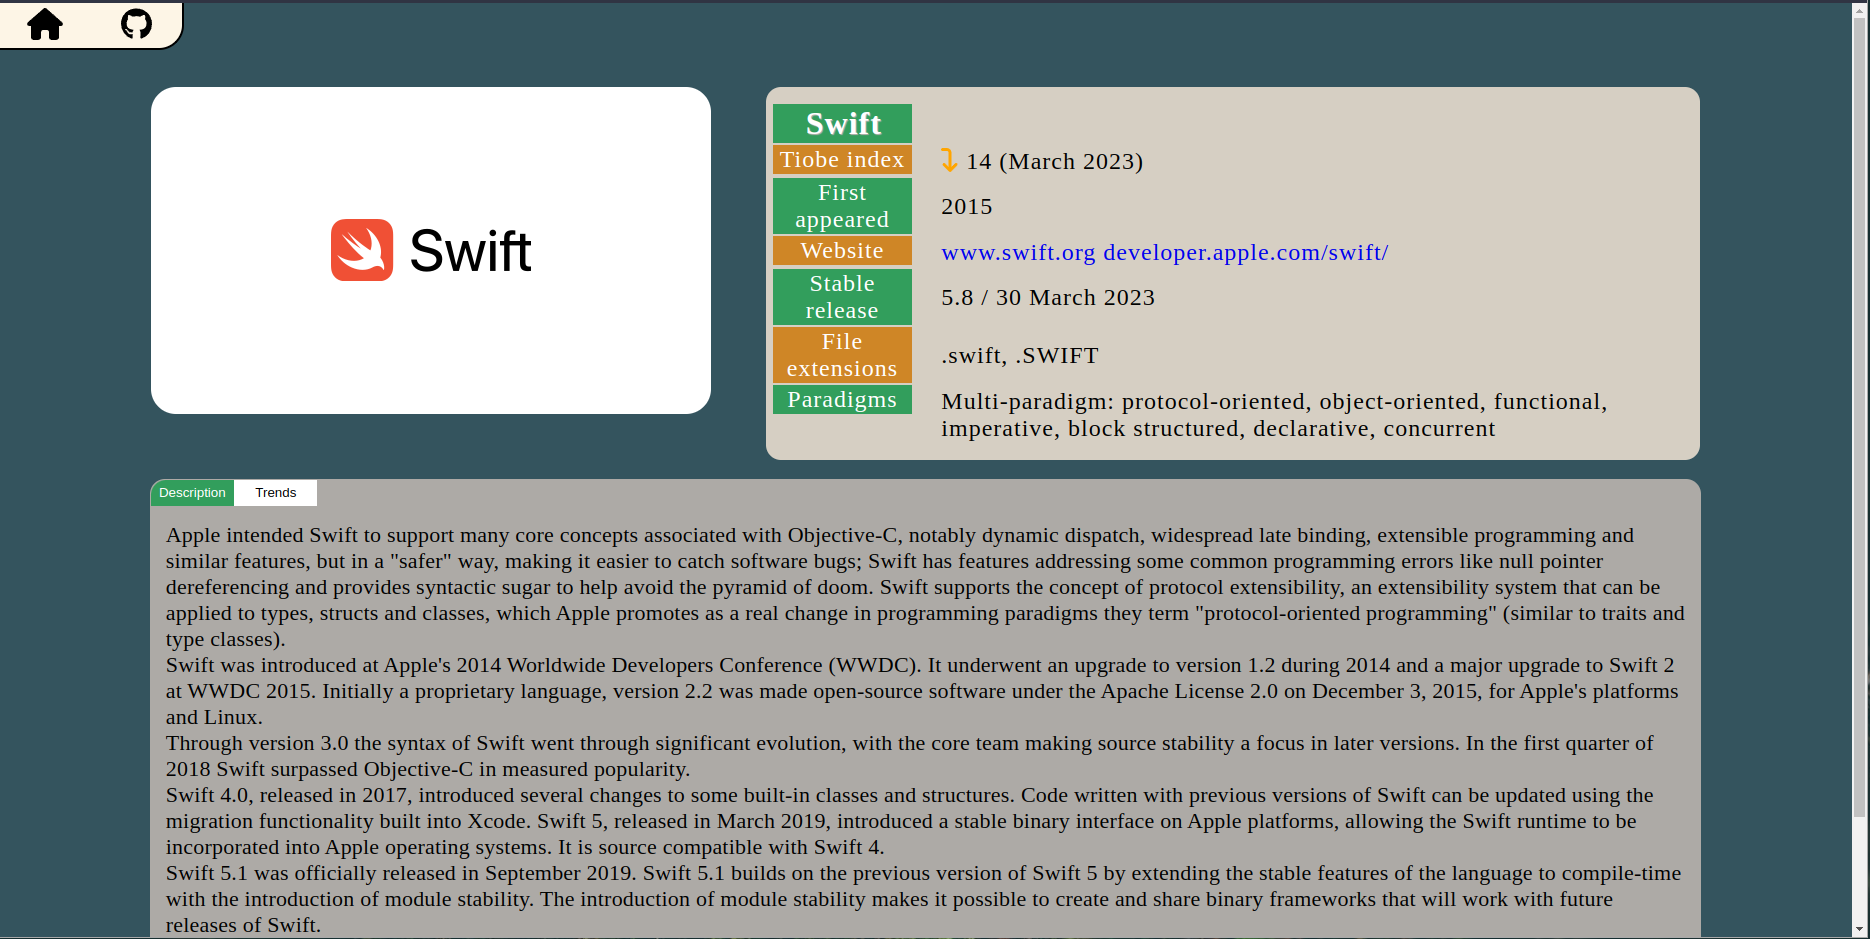 Swift
Swift
Tiobe index
14 (March 2023)
First
appeared
2015
Website
www.swift.org developer.apple.com/swift/
Stable
release
5.8 / 30 March 2023
File
extensions
.swift, .SWIFT
Paradigms
Multi-paradigm: protocol-oriented, object-oriented, functional,
imperative, block structured, declarative, concurrent
Description
Trends
Apple intended Swift to support many core concepts associated with Objective-C, notably dynamic dispatch, widespread late binding, extensible programming and
similar features, but in a "safer" way, making it easier to catch software bugs; Swift has features addressing some common programming errors like null pointer
dereferencing and provides syntactic sugar to help avoid the pyramid of doom. Swift supports the concept of protocol extensibility, an extensibility system that can be
applied to types, structs and classes, which Apple promotes as a real change in programming paradigms they term "protocol-oriented programming" (similar to traits and
type classes).
Swift was introduced at Apple's 2014 Worldwide Developers Conference (WWDC). It underwent an upgrade to version 1.2 during 2014 and a major upgrade to Swift 2
at WWDC 2015. Initially a proprietary language, version 2.2 was made open-source software under the Apache License 2.0 on December 3, 2015, for Apple's platforms
and Linux.
Through version 3.0 the syntax of Swift went through significant evolution, with the core team making source stability a focus in later versions. In the first quarter of
2018 Swift surpassed Objective-C in measured popularity.
Swift 4.0, released in 2017, introduced several changes to some built-in classes and structures. Code written with previous versions of Swift can be updated using the
migration functionality built into Xcode. Swift 5, released in March 2019, introduced a stable binary interface on Apple platforms, allowing the Swift runtime to be
incorporated into Apple operating systems. It is source compatible with Swift 4.
Swift 5.1 was officially released in September 2019. Swift 5.1 builds on the previous version of Swift 5 by extending the stable features of the language to compile-time
with the introduction of module stability. The introduction of module stability makes it possible to create and share binary frameworks that will work with future
releases of Swift.